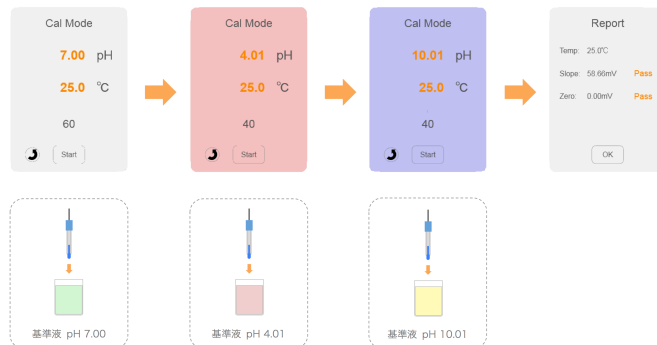 Cal Mode
7.00 pH
25.0 ℃
60
Start
Cal Mode
4.01 pH
25.0 ℃
40
Start
Cal Mode
10.01 pH
25.0 ℃
40
Start
Report
Temp: 25.0℃
Slope: 58.66mV Pass
Zero: 0.00mV Pass
OK
基準液 pH 7.00
基準液 pH 4.01
基準液 pH 10.01